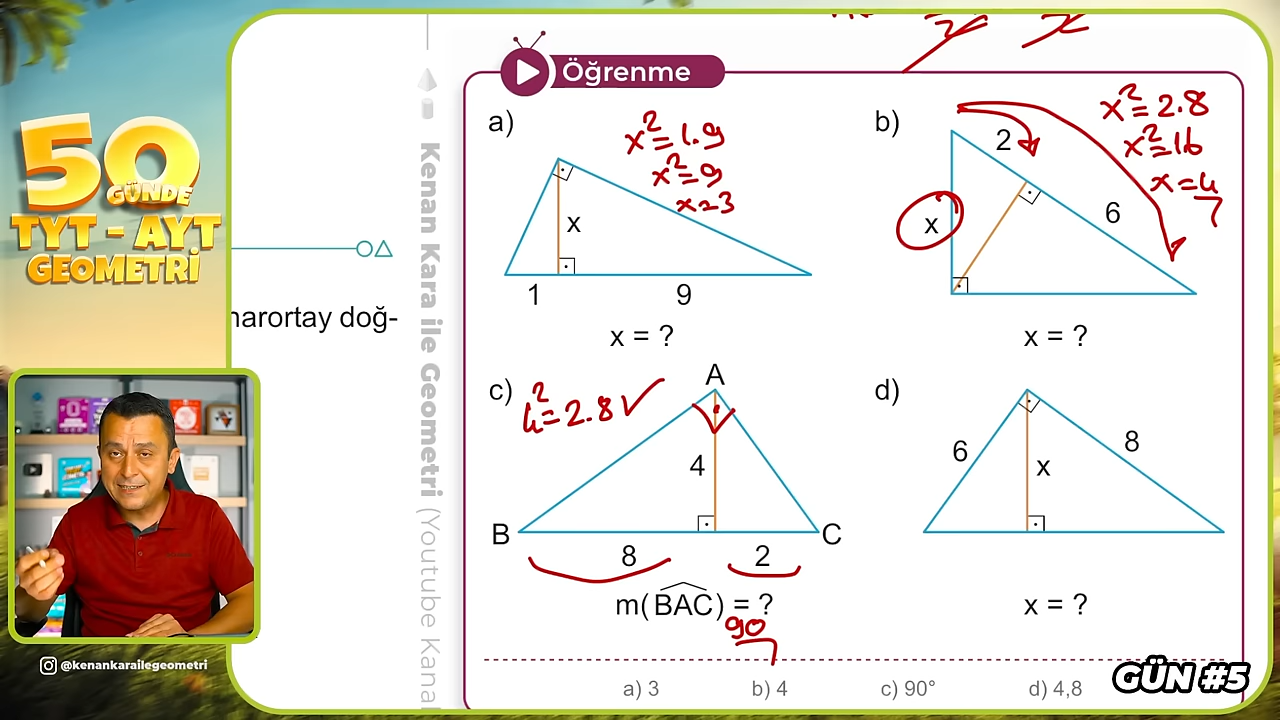 50
GÜNDE
TYT - AYT
GEOMETRİ
narortay doğ-
Kenan Kara ile Geometri (Youtube Kanal
Öğrenme
a)
x²=1.9
x²=9
x=3
x
1
9
x = ?
b)
x²=2.8
x²=16
x=4
2
x
6
x = ?
c)
4²=2.8 ✓
A
4
B
C
8
2
m(BAC) = ?
90
d)
6
8
x
x = ?
a) 3
b) 4
c) 90°
d) 4,8
@kenankarailegeometri
GÜN #5